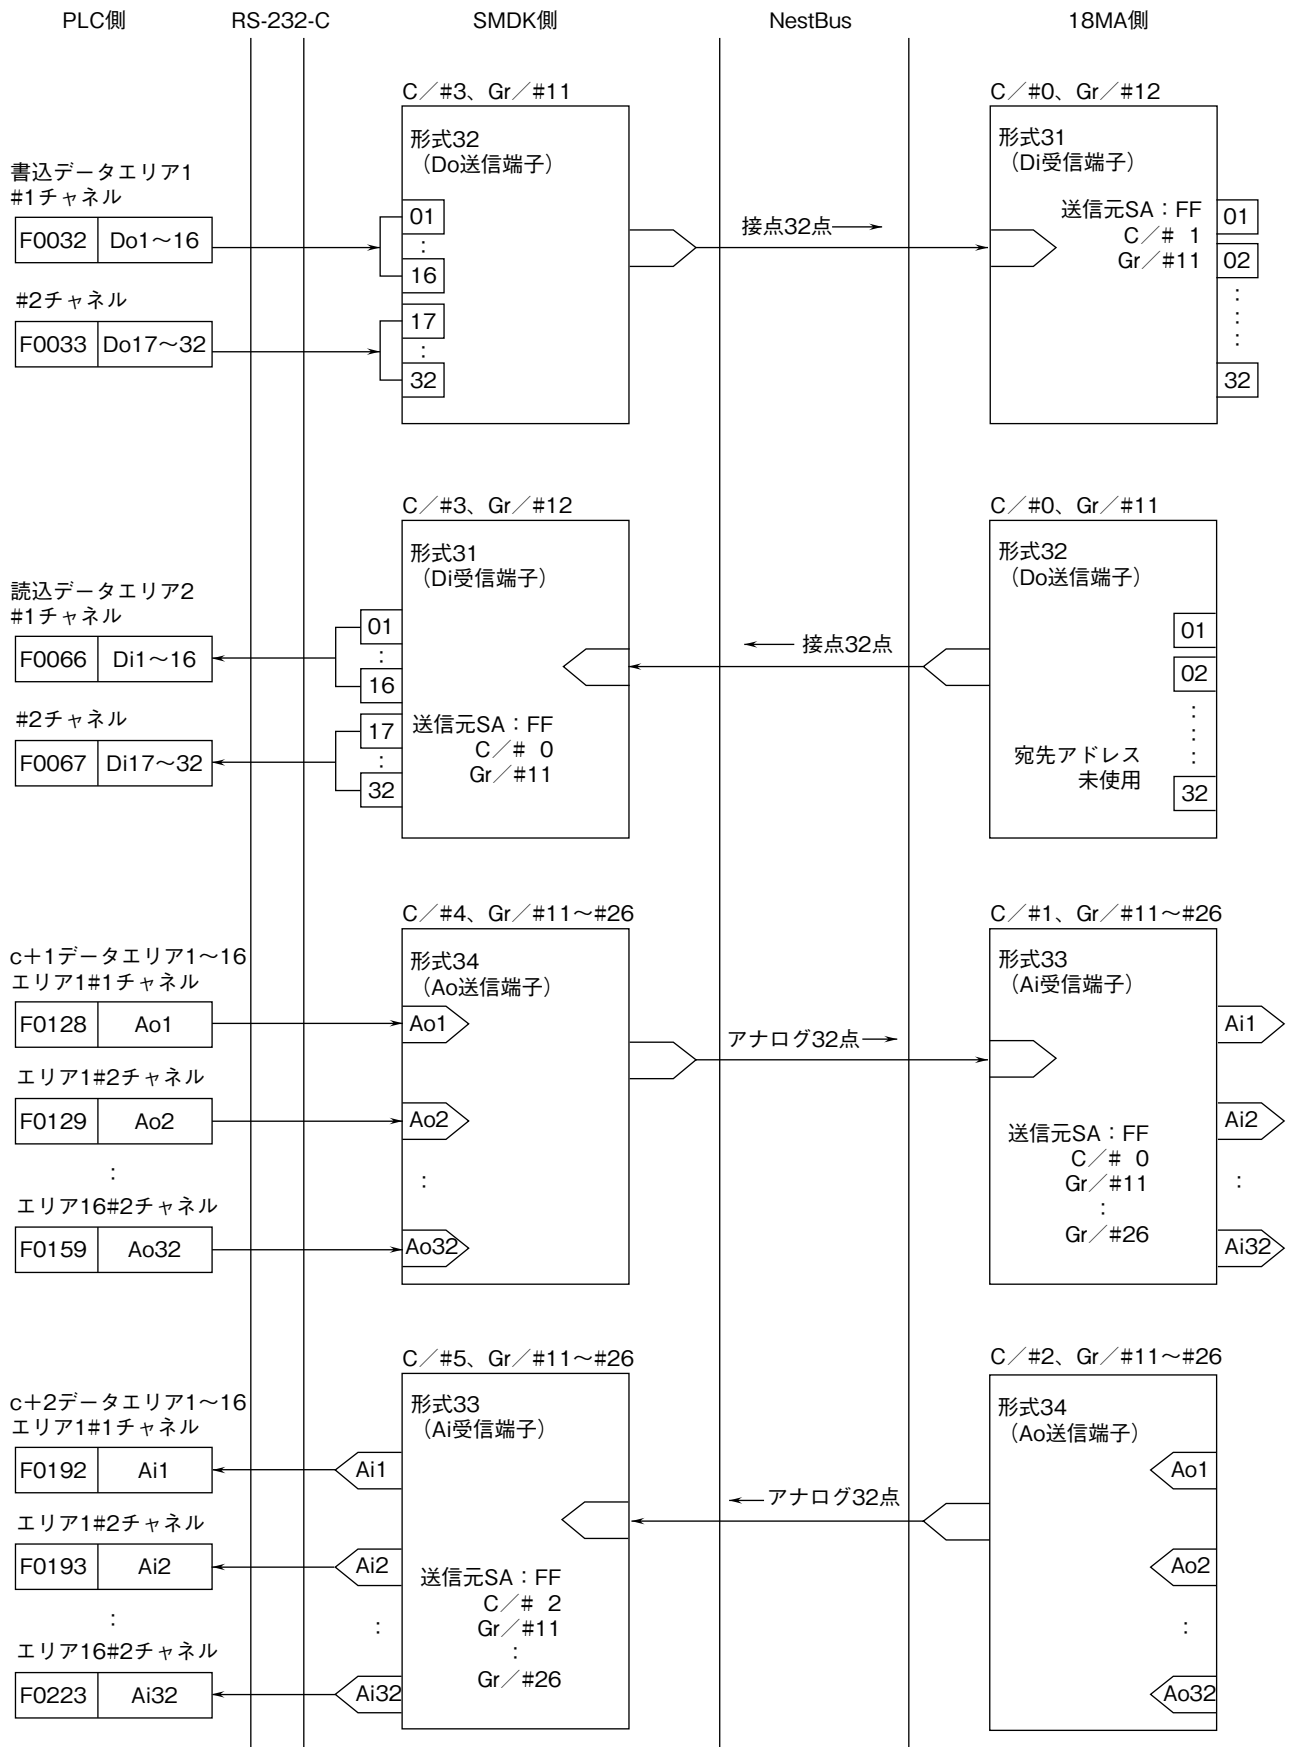 PLC側
RS-232-C
SMDK側
NestBus
18MA側
C／#3、Gr／#11
C／#0、Gr／#12
形式32
（Do送信端子）
形式31
（Di受信端子）
書込データエリア1
#1チャネル
F0032 Do1～16
01
：
16
接点32点
送信元SA：FF
C／# 1
Gr／#11
01
02
：
：
32
#2チャネル
F0033 Do17～32
17
：
32
C／#3、Gr／#12
C／#0、Gr／#11
形式31
（Di受信端子）
形式32
（Do送信端子）
読込データエリア2
#1チャネル
F0066 Di1～16
01
：
16
接点32点
01
02
：
：
32
#2チャネル
F0067 Di17～32
17
：
32
送信元SA：FF
C／# 0
Gr／#11
宛先アドレス
未使用
C／#4、Gr／#11～#26
C／#1、Gr／#11～#26
形式34
（Ao送信端子）
形式33
（Ai受信端子）
c＋1データエリア1～16
エリア1#1チャネル
F0128 Ao1
Ao1
アナログ32点
Ai1
エリア1#2チャネル
F0129 Ao2
Ao2
Ai2
送信元SA：FF
C／# 0
Gr／#11
：
Gr／#26
：
：
：
エリア16#2チャネル
F0159 Ao32
Ao32
Ai32
C／#5、Gr／#11～#26
C／#2、Gr／#11～#26
形式33
（Ai受信端子）
形式34
（Ao送信端子）
c＋2データエリア1～16
エリア1#1チャネル
F0192 Ai1
Ai1
アナログ32点
Ao1
エリア1#2チャネル
F0193 Ai2
Ai2
Ao2
送信元SA：FF
C／# 2
Gr／#11
：
Gr／#26
：
：
：
エリア16#2チャネル
F0223 Ai32
Ai32
Ao32